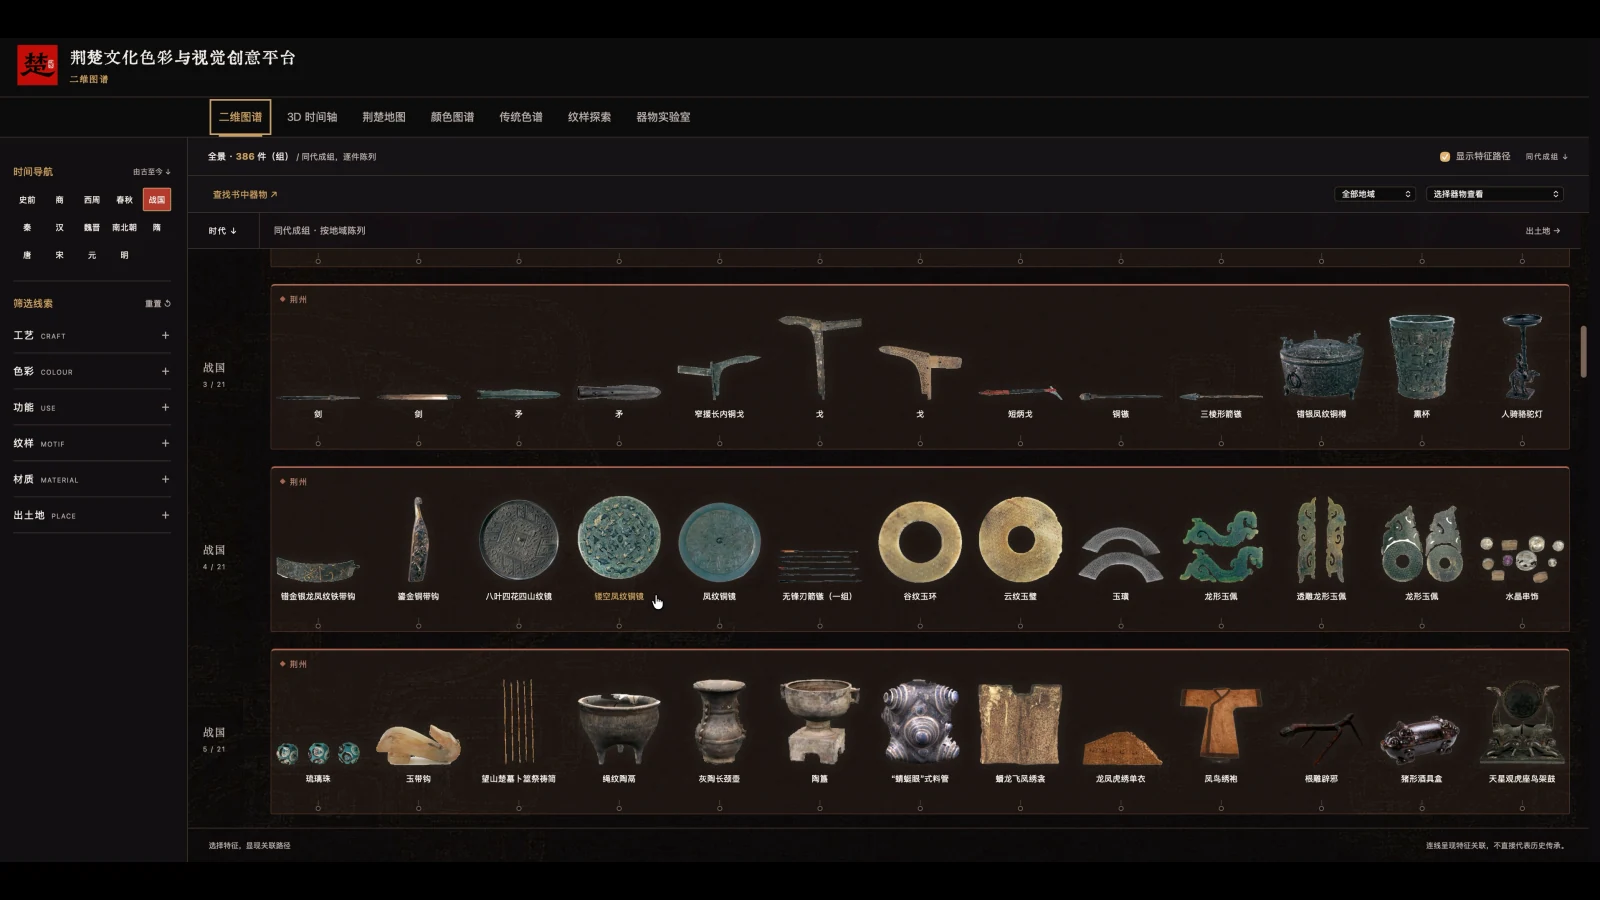 荆楚文化色彩与视觉创意平台
二维图谱
二维图谱 3D 时间轴 荆楚地图 颜色图谱 传统色谱 纹样探索 器物实验室
时间导航 由古至今 ↓
史前 商 西周 春秋 战国
秦 汉 魏晋 南北朝 隋
唐 宋 元 明
筛选线索 重置
工艺 CRAFT +
色彩 COLOUR +
功能 USE +
纹样 MOTIF +
材质 MATERIAL +
出土地 PLACE +
全景 · 386 件（组） / 同代成组，逐件陈列
显示特征路径 同代成组 ↓
查找书中器物 ↗
全部地域 选择器物查看
时代 ↓ 同代成组 · 按地域陈列 出土地 →
荆州
战国
3 / 21
剑 剑 矛 矛 窄援长内铜戈 戈 戈 短柄戈 铜镞 三棱形箭镞 错银凤纹铜樽 熏杯 人骑骆驼灯
荆州
战国
4 / 21
错金银龙凤纹铁带钩 鎏金铜带钩 八叶四花四山纹镜 镂空凤纹铜镜 凤纹铜镜 无锋刃箭镞（一组） 谷纹玉环 云纹玉璧 玉璜 龙形玉佩 透雕龙形玉佩 龙形玉佩 水晶串饰
荆州
战国
5 / 21
琉璃珠 玉带钩 望山楚墓卜筮祭祷简 绳纹陶鬲 灰陶长颈壶 陶簋 “蜻蜓眼”式料管 蟠龙飞凤绣衾 龙凤虎绣单衣 凤鸟绣袍 根雕辟邪 猪形酒具盒 天星观虎座鸟架鼓
选择特征，显现关联路径
连线呈现特征关联，不直接代表历史传承。